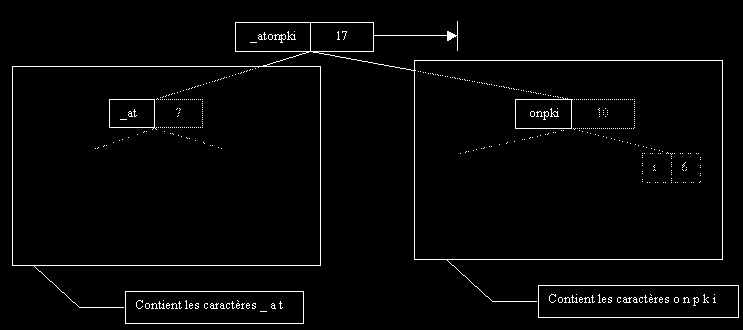 _atonpki 17
_at 7
onpki 10
i 6
Contient les caractères _ a t
Contient les caractères o n p k i